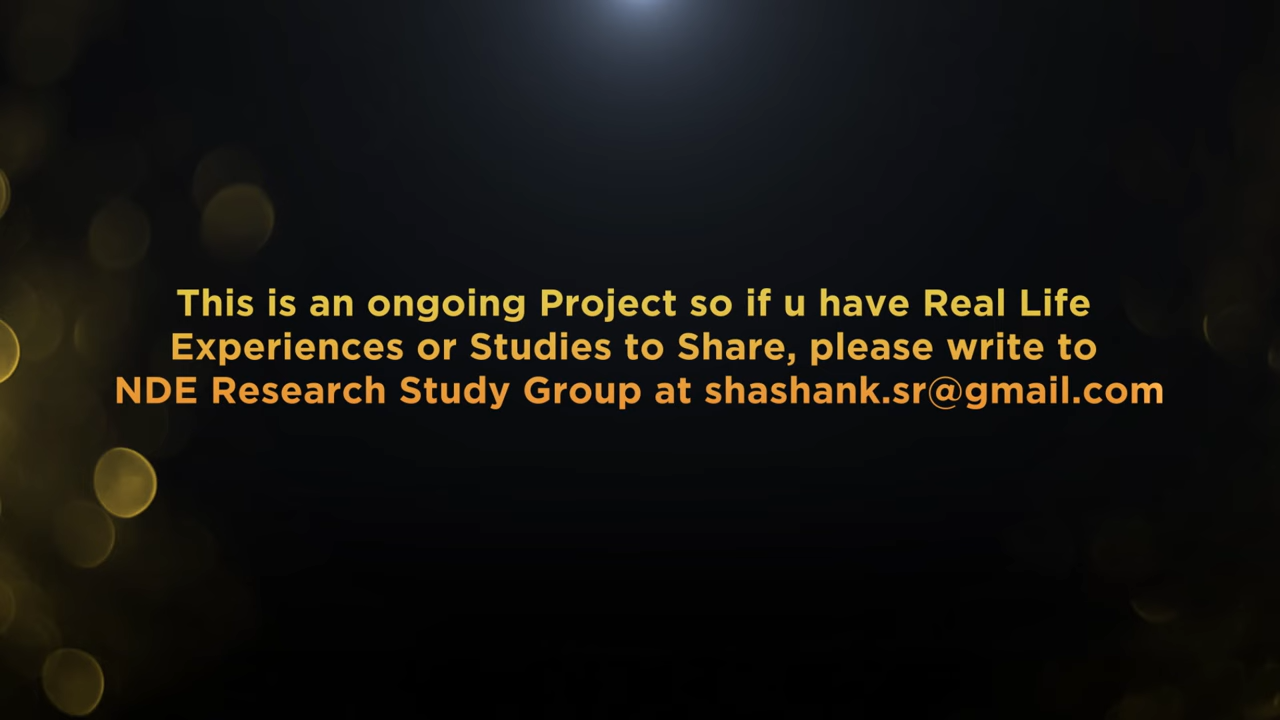 This is an ongoing Project so if u have Real Life
Experiences or Studies to Share, please write to
NDE Research Study Group at shashank.sr@gmail.com